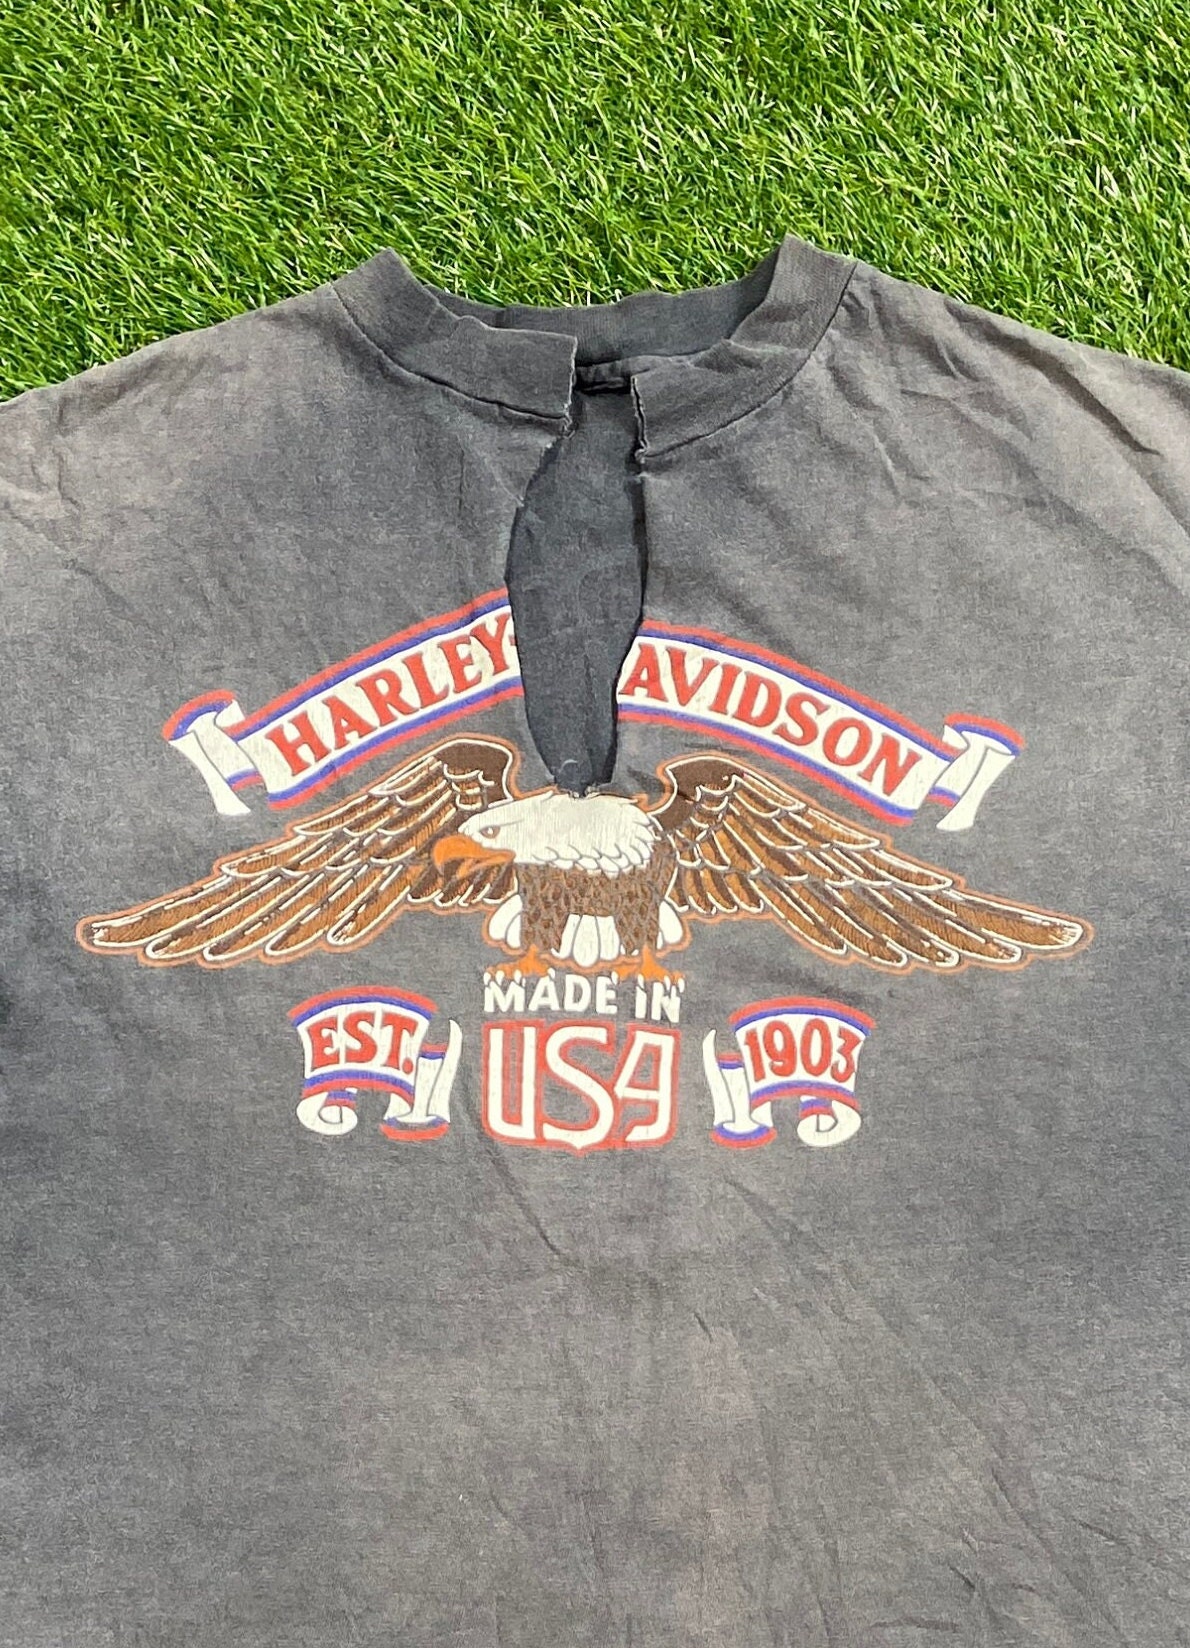 HARLEY- AVIDSON
MADE IN
USA
EST. 1903